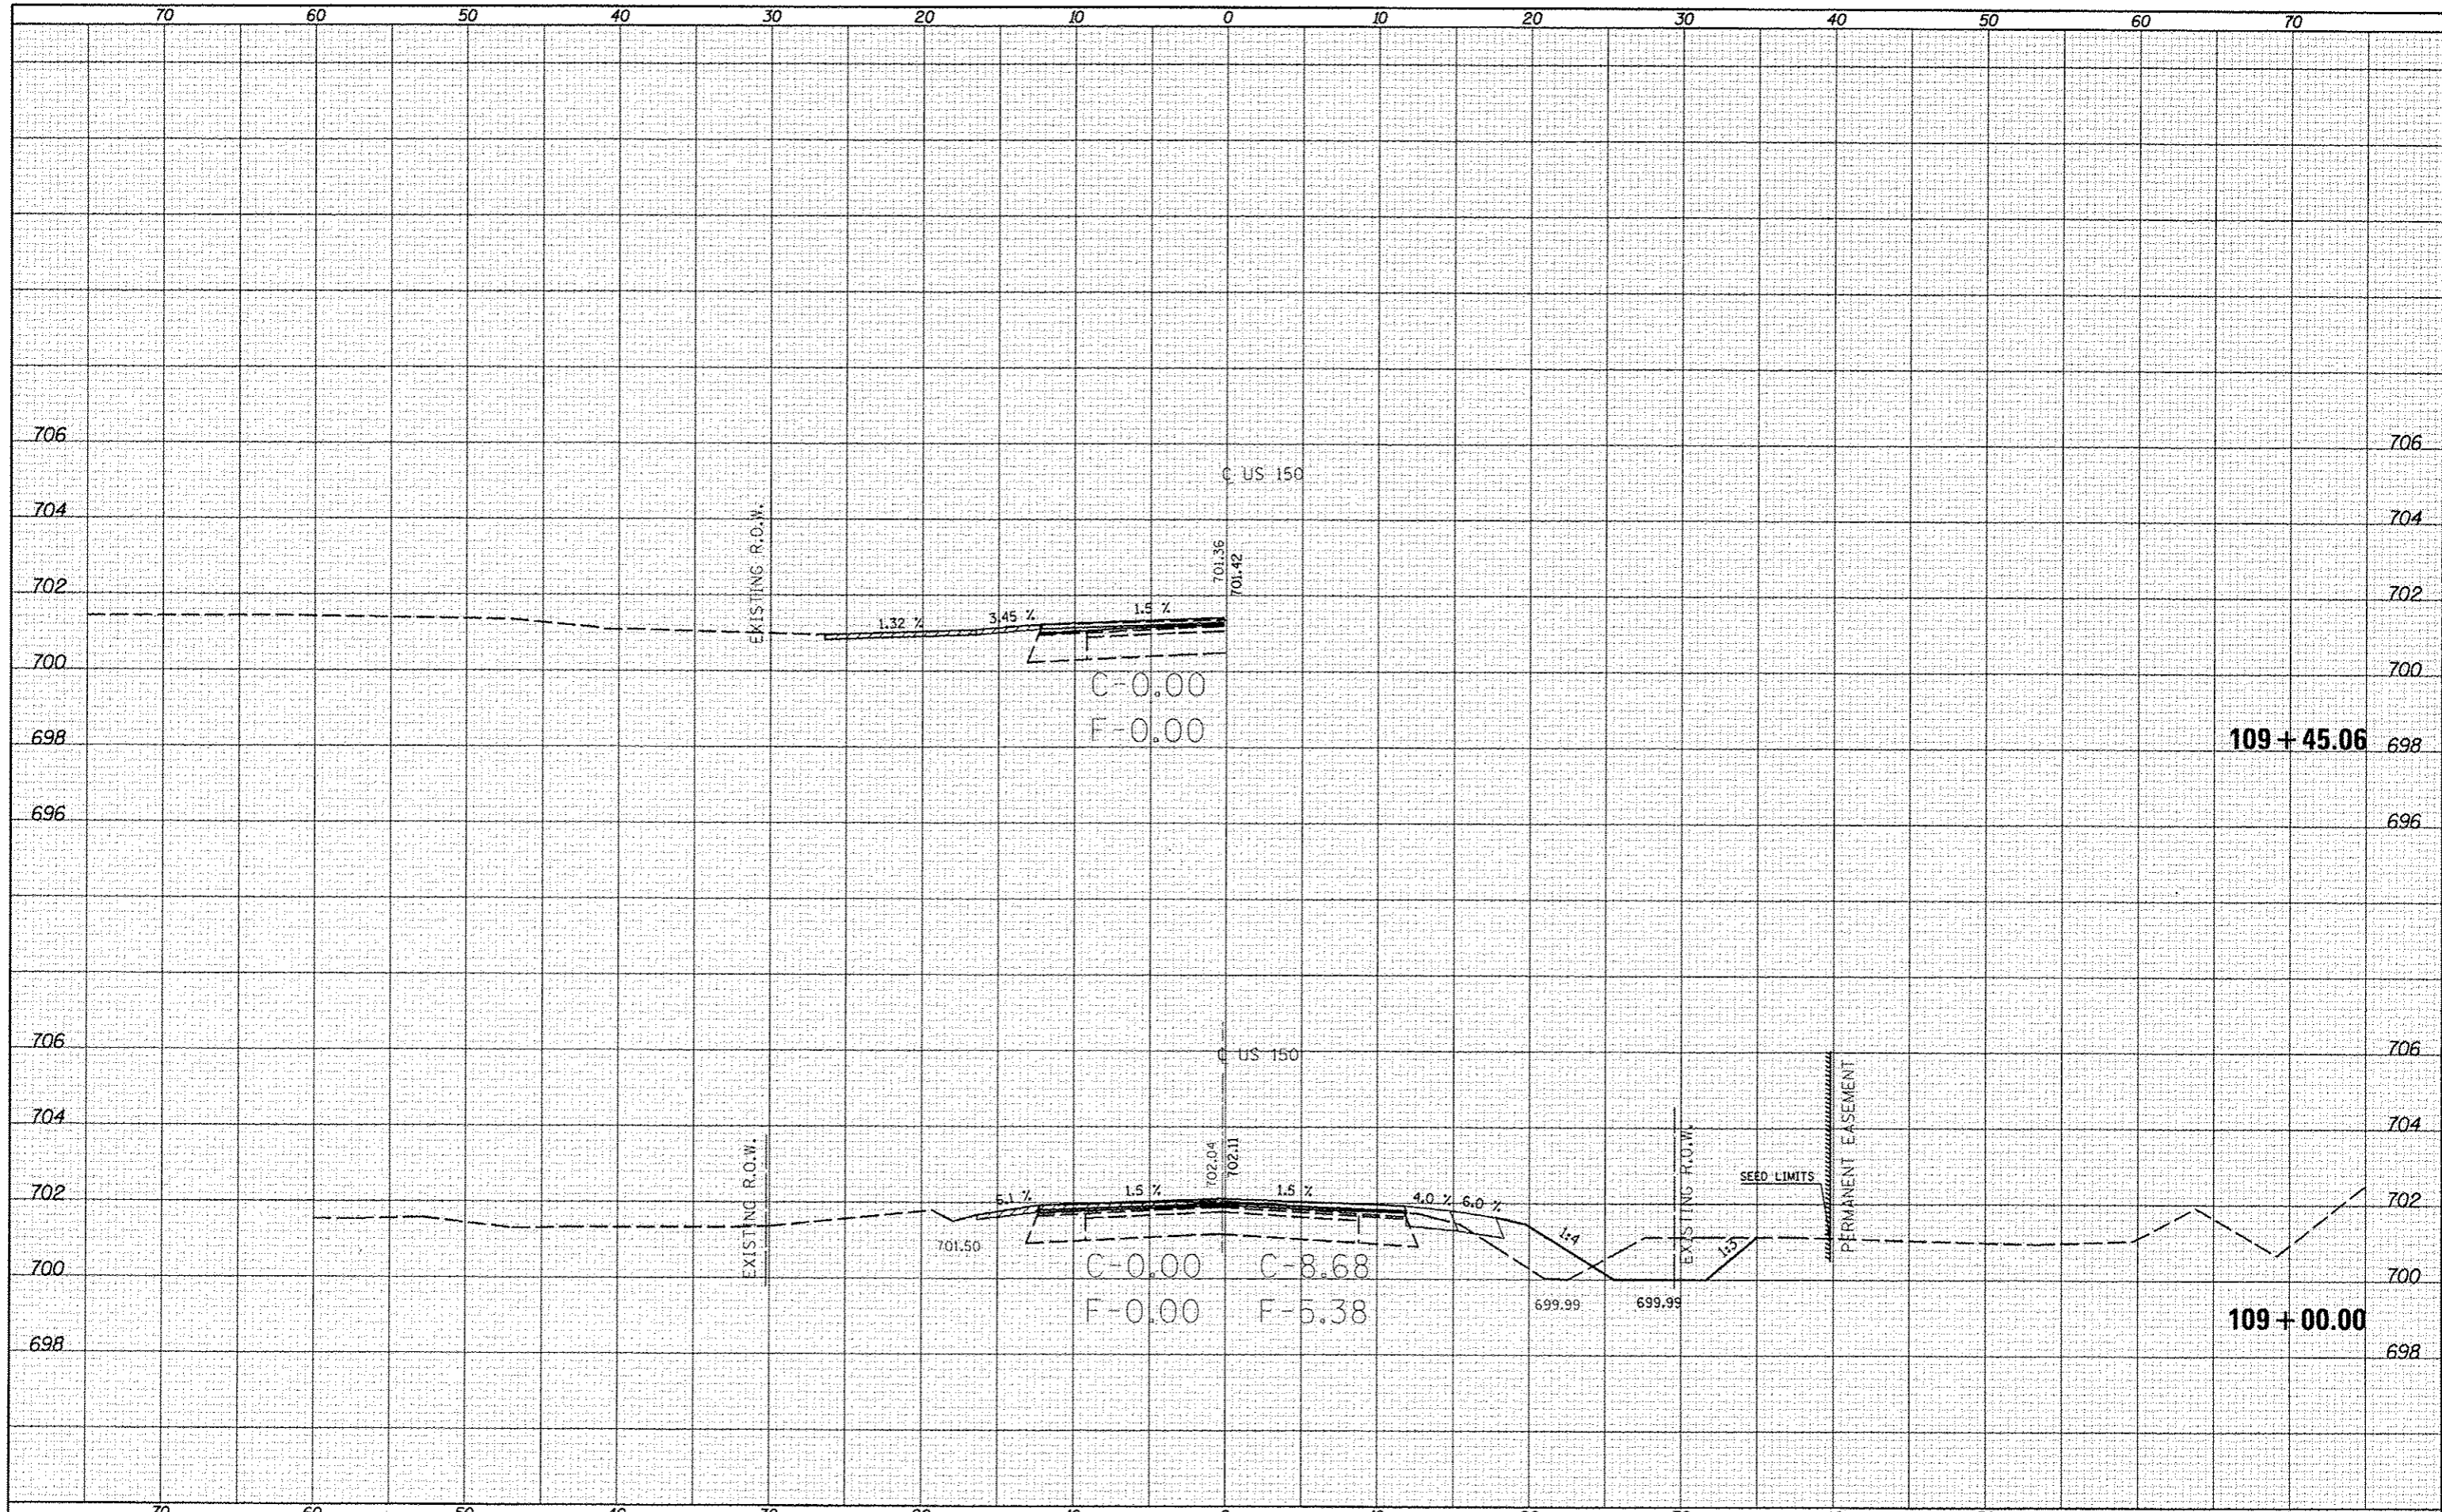 70 60 50 40 30 20 10 0 10 20 30 40 50 60 70
706 706
℄ US 150
704 704
EXISTING R.O.W.
701.36
701.42
702 702
1.32 % 3.45 % 1.5 %
700 700
C-0.00
F-0.00
698 109+45.06 698
696 696
706 706
℄ US 150
704 704
EXISTING R.O.W.
702.04
702.11
EXISTING R.O.W.
PERMANENT EASEMENT
SEED LIMITS
702 702
6.1 % 1.5 % 1.5 % 4.0 % 6.0 %
1:4
1:3
701.50
700 700
C-0.00 C-8.68
F-0.00 F-5.38
699.99 699.99
109+00.00
698 698